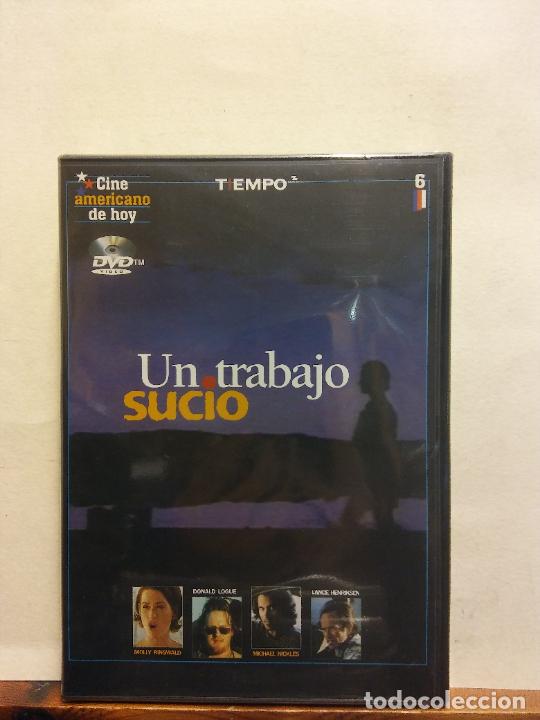 Cine
americano
de hoy
TiEMPO
6
DVD TM
VIDEO
Un trabajo
sucio
DONALD LOGUE
LANCE HENRIKSEN
MOLLY RINGWALD
MICHAEL NICKLES
todocoleccion